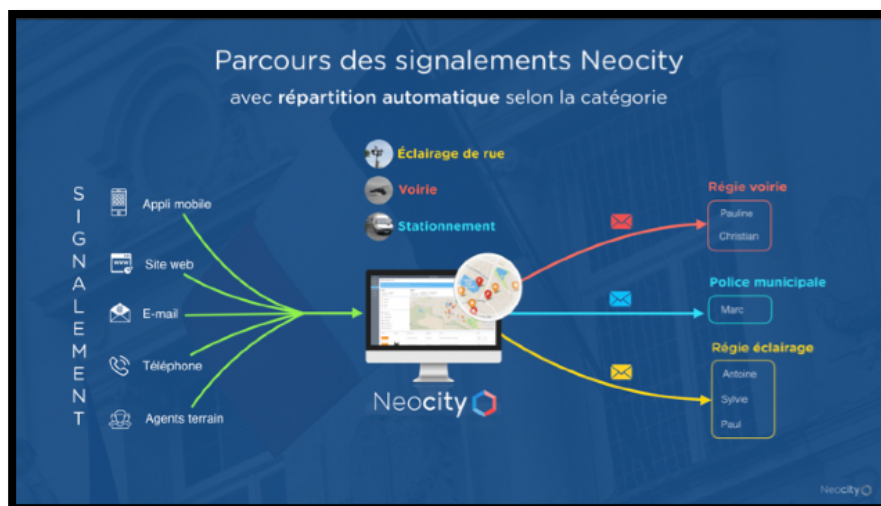 Parcours des signalements Neocity
avec répartition automatique selon la catégorie
SIGNALEMENT
Appli mobile
Site web
E-mail
Téléphone
Agents terrain
Éclairage de rue
Voirie
Stationnement
Neocity
Régie voirie
Pauline
Christian
Police municipale
Marc
Régie éclairage
Antoine
Sylvie
Paul
Neocity